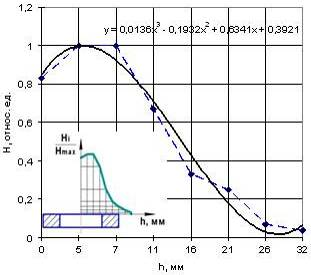 y = 0,0136x³ - 0,1932x² + 0,6341x + 0,3921
1,2
1
0,8
0,6
0,4
0,2
0
H, относ. ед.
Hi
Hmax
h, мм
0 5 7 11 16 21 26 32
h, мм